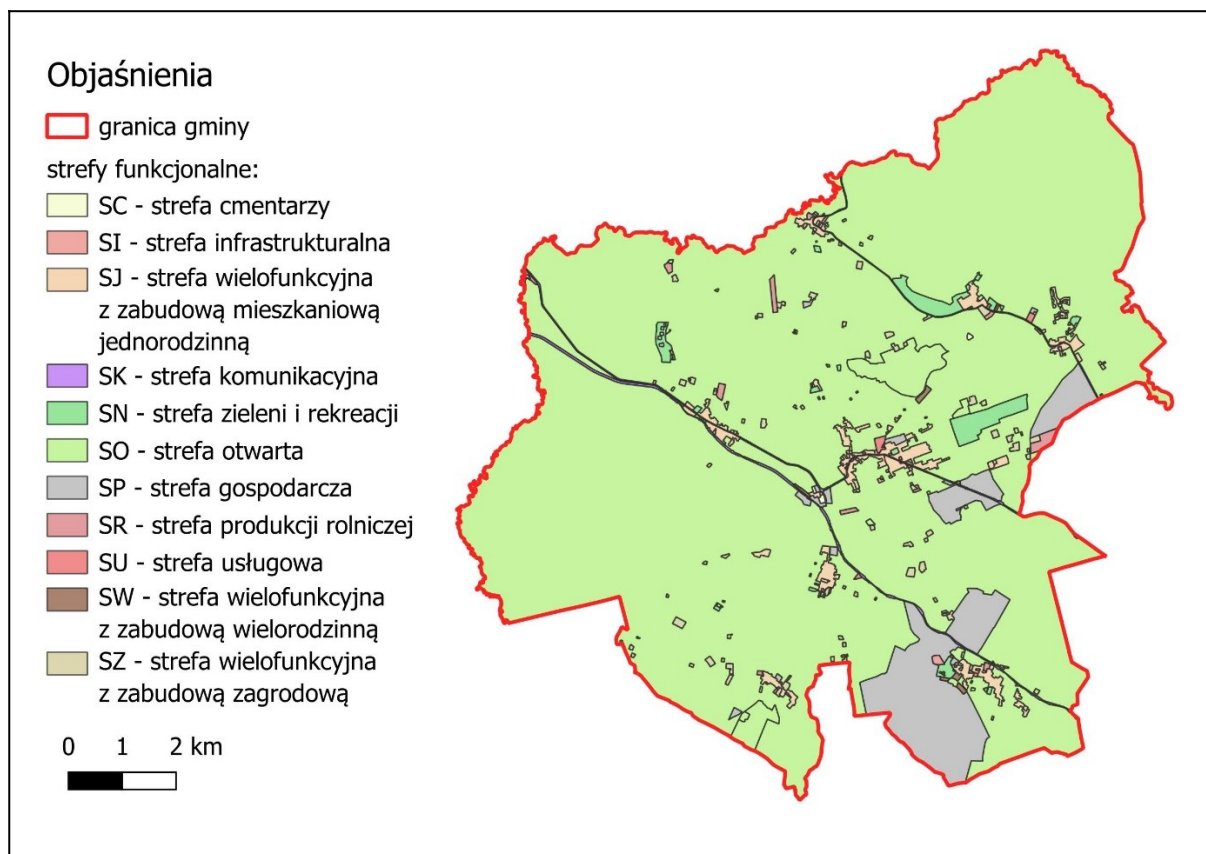 Objaśnienia
granica gminy
strefy funkcjonalne:
SC - strefa cmentarzy
SI - strefa infrastrukturalna
SJ - strefa wielofunkcyjna
z zabudową mieszkaniową
jednorodzinną
SK - strefa komunikacyjna
SN - strefa zieleni i rekreacji
SO - strefa otwarta
SP - strefa gospodarcza
SR - strefa produkcji rolniczej
SU - strefa usługowa
SW - strefa wielofunkcyjna
z zabudową wielorodzinną
SZ - strefa wielofunkcyjna
z zabudową zagrodową
0 1 2 km